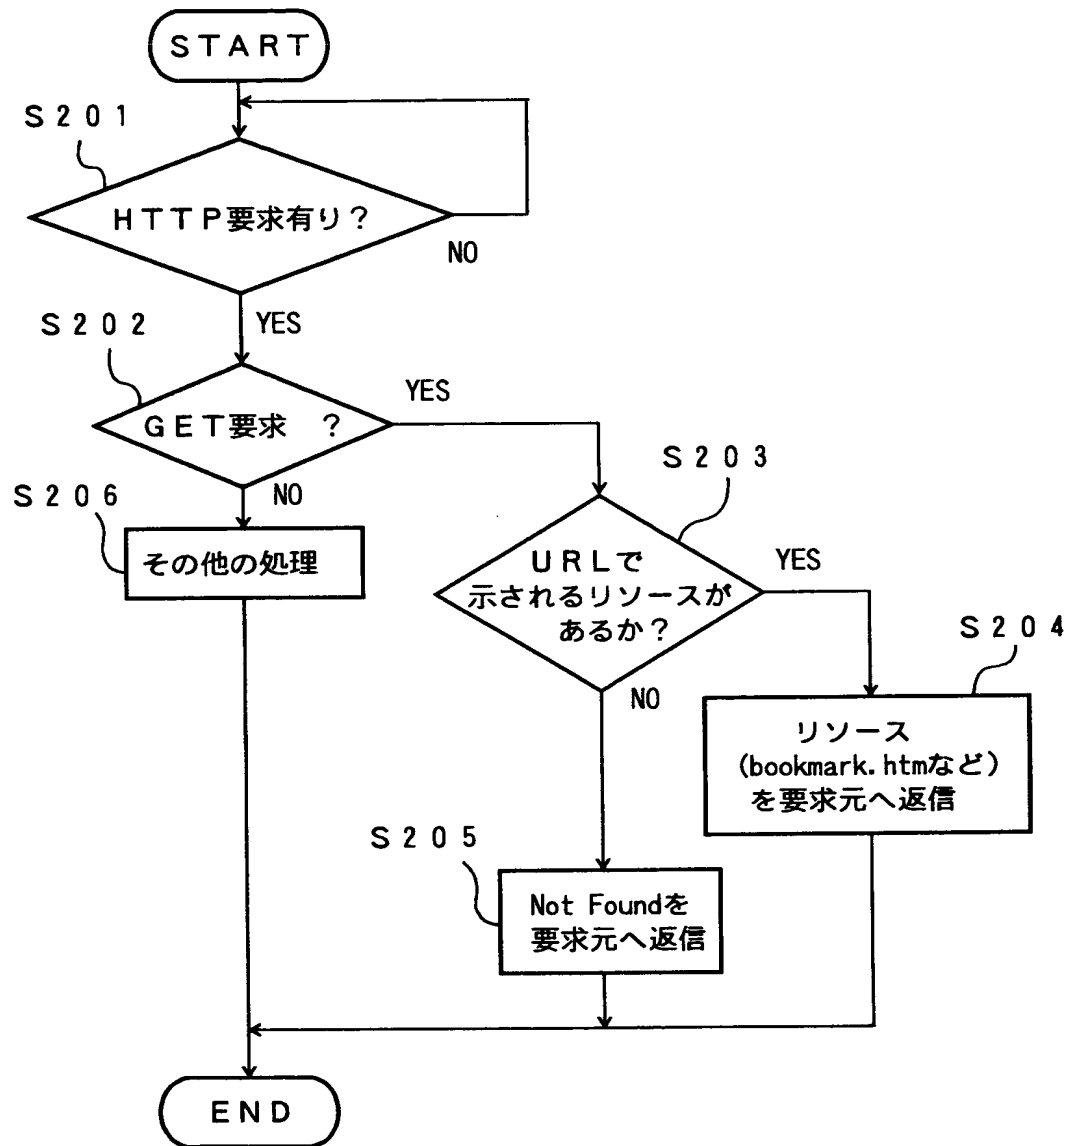 START
S201
HTTP要求有り?
NO
S202
YES
GET要求 ?
YES
S203
S206
NO
その他の処理
URLで
示されるリソースが
あるか?
YES
S204
NO
リソース
(bookmark.htmなど)
を要求元へ返信
S205
Not Foundを
要求元へ返信
END